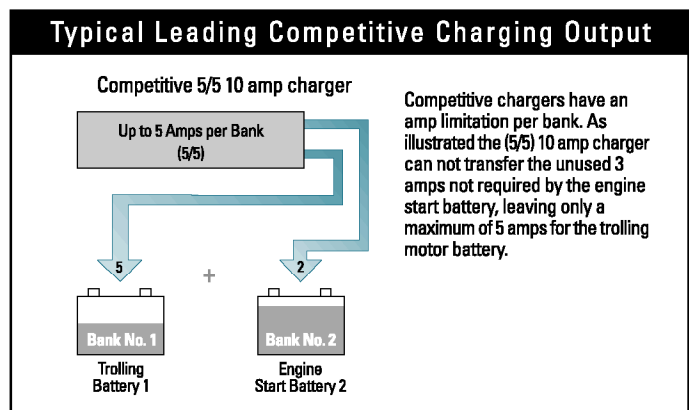 Typical Leading Competitive Charging Output
Competitive 5/5 10 amp charger
Up to 5 Amps per Bank
(5/5)
5
+
2
Bank No. 1
Bank No. 2
Trolling
Battery 1
Engine
Start Battery 2
Competitive chargers have an
amp limitation per bank. As
illustrated the (5/5) 10 amp charger
can not transfer the unused 3
amps not required by the engine
start battery, leaving only a
maximum of 5 amps for the trolling
motor battery.